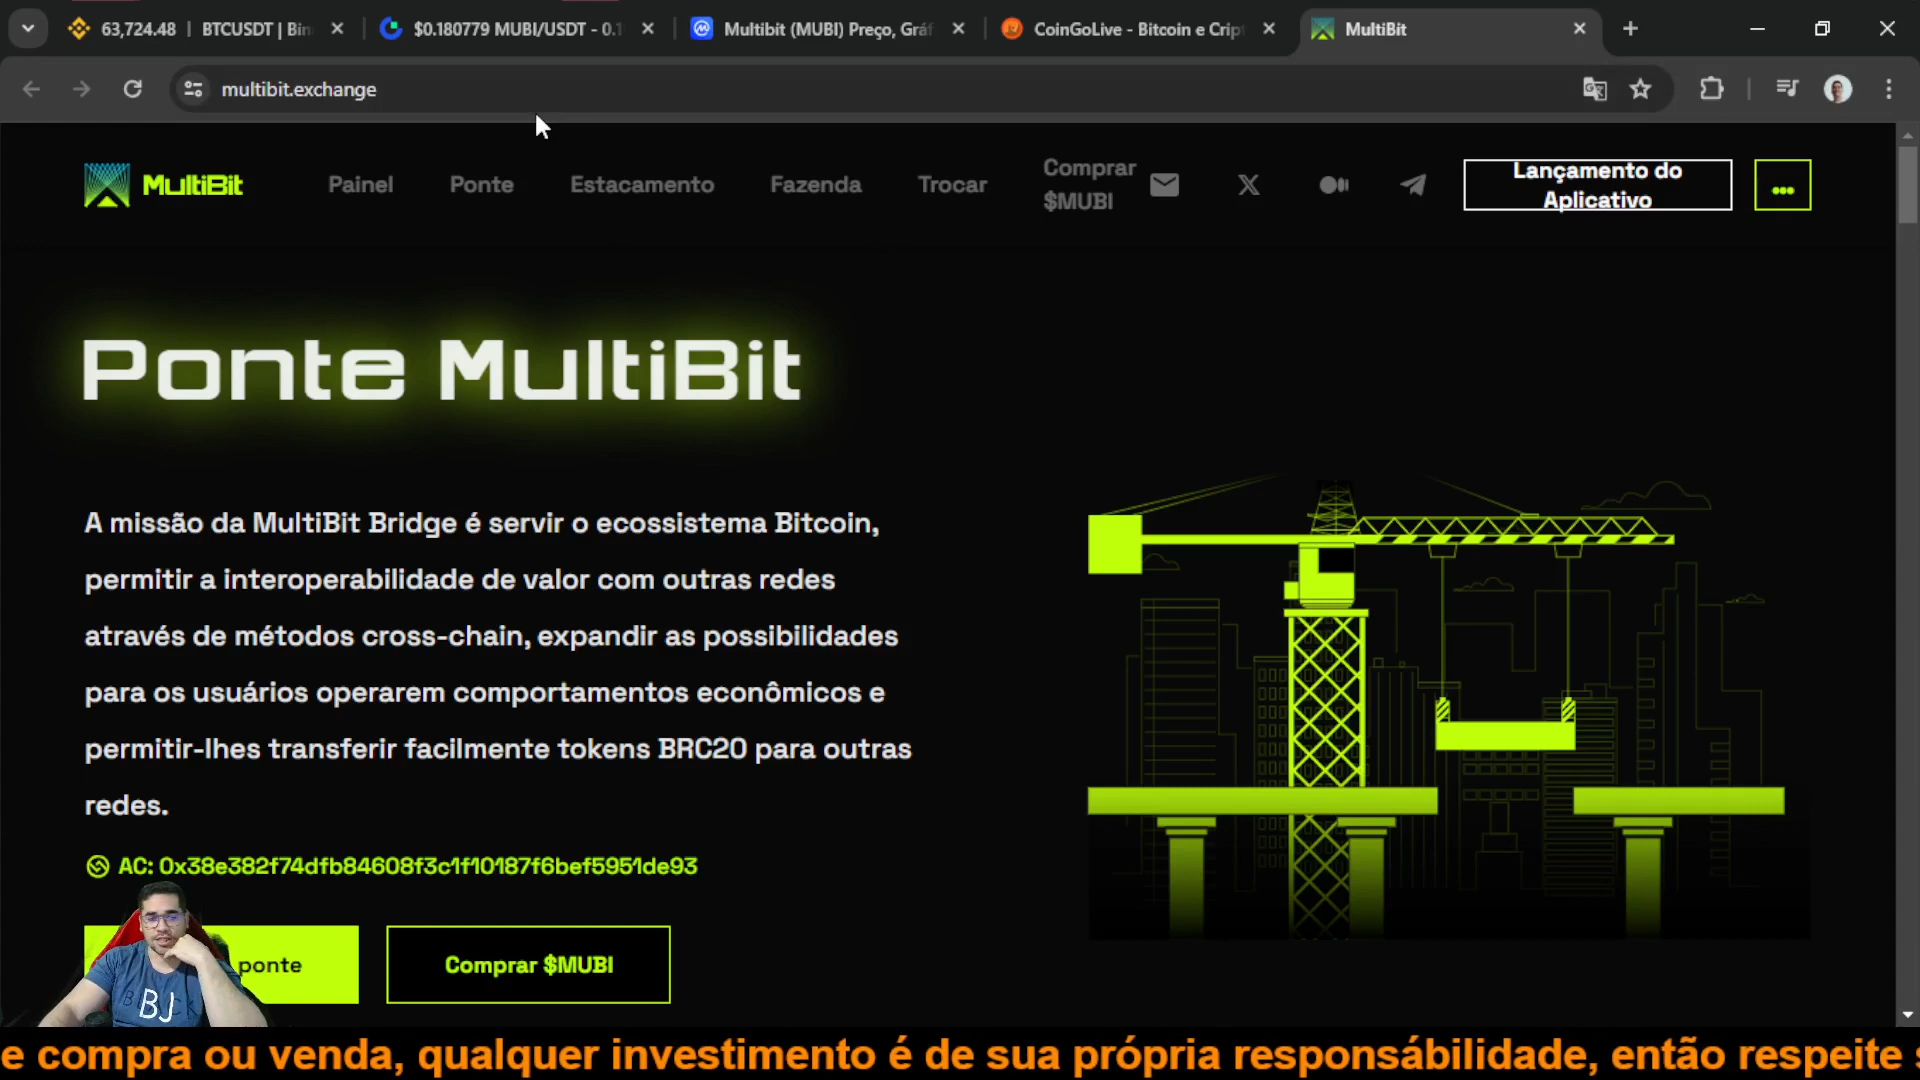 63,724.48 | BTCUSDT | Bin
$0.180779 MUBI/USDT - 0.1
Multibit (MUBI) Preço, Gráf
CoinGoLive - Bitcoin e Cript
MultiBit
multibit.exchange
MultiBit
Painel
Ponte
Estacamento
Fazenda
Trocar
Comprar
$MUBI
Lançamento do
Aplicativo
Ponte MultiBit
A missão da MultiBit Bridge é servir o ecossistema Bitcoin,
permitir a interoperabilidade de valor com outras redes
através de métodos cross-chain, expandir as possibilidades
para os usuários operarem comportamentos econômicos e
permitir-lhes transferir facilmente tokens BRC20 para outras
redes.
AC: 0x38e382f74dfb84608f3c1f10187f6bef5951de93
ponte
Comprar $MUBI
BJ
e compra ou venda, qualquer investimento é de sua própria responsábilidade, então respeite s